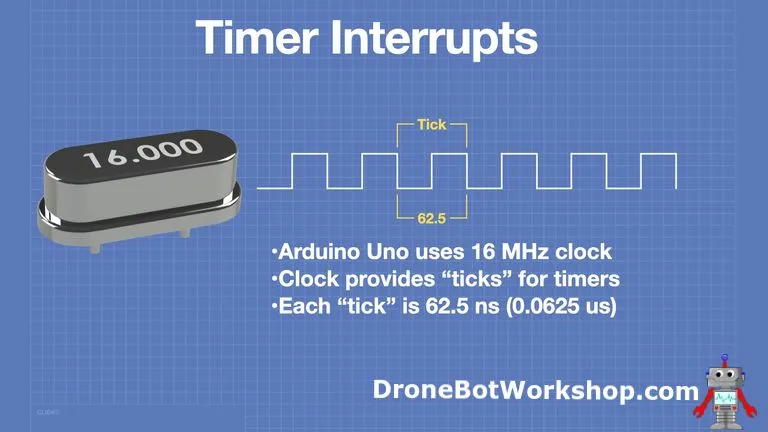 Timer Interrupts
16.000
Tick
62.5
•Arduino Uno uses 16 MHz clock
•Clock provides “ticks” for timers
•Each “tick” is 62.5 ns (0.0625 us)
DroneBotWorkshop.com